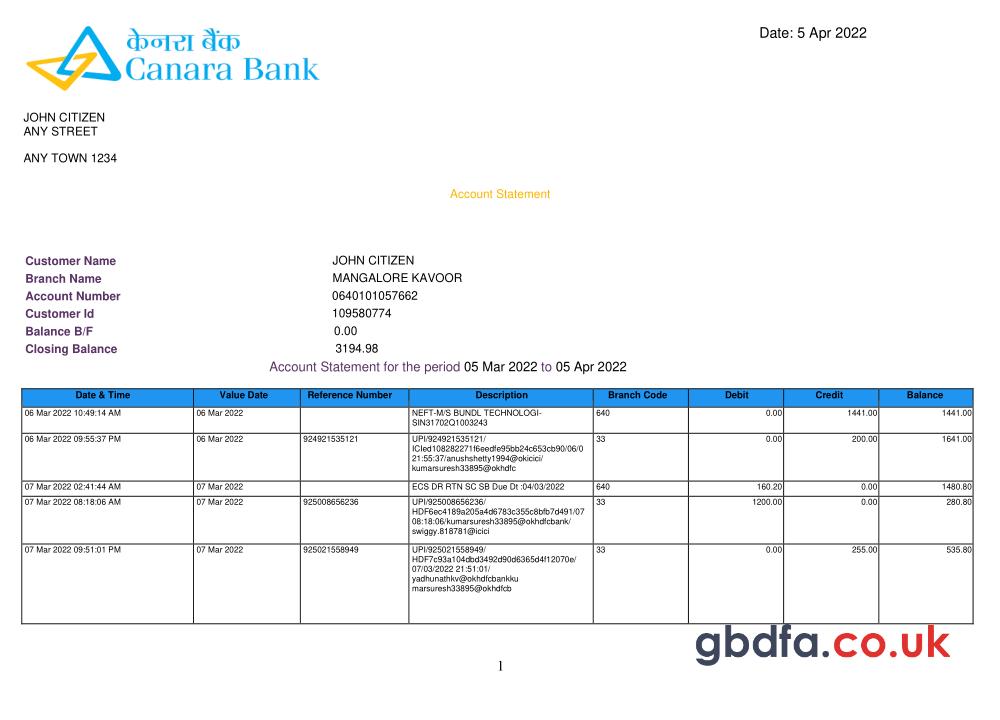 केनरा बैंक
Canara Bank
Date: 5 Apr 2022
JOHN CITIZEN
ANY STREET
ANY TOWN 1234
Account Statement
Customer Name JOHN CITIZEN
Branch Name MANGALORE KAVOOR
Account Number 0640101057662
Customer Id 109580774
Balance B/F 0.00
Closing Balance 3194.98
Account Statement for the period 05 Mar 2022 to 05 Apr 2022
Date & Time Value Date Reference Number Description Branch Code Debit Credit Balance
06 Mar 2022 10:49:14 AM 06 Mar 2022 NEFT-M/S BUNDL TECHNOLOGI- 640 0.00 1441.00 1441.00
SIN31702Q1003243
06 Mar 2022 09:55:37 PM 06 Mar 2022 924921535121 UPI/924921535121/ 33 0.00 200.00 1641.00
ICIed108282271f6eedfe95bb24c653cb90/06/0
21:55:37/anushshetty1994@okicici/
kumarsuresh33895@okhdfc
07 Mar 2022 02:41:44 AM 07 Mar 2022 ECS DR RTN SC SB Due Dt :04/03/2022 640 160.20 0.00 1480.80
07 Mar 2022 08:18:06 AM 07 Mar 2022 925008656236 UPI/925008656236/ 33 1200.00 0.00 280.80
HDF6ec4189a205a4d6783c355c8bfb7d491/07
08:18:06/kumarsuresh33895@okhdfcbank/
swiggy.818781@icici
07 Mar 2022 09:51:01 PM 07 Mar 2022 925021558949 UPI/925021558949/ 33 0.00 255.00 535.80
HDF7c93a104dbd3492d90d6365d4f12070e/
07/03/2022 21:51:01/
yadhunathkv@okhdfcbankku
marsuresh33895@okhdfcb
gbdfa.co.uk
1